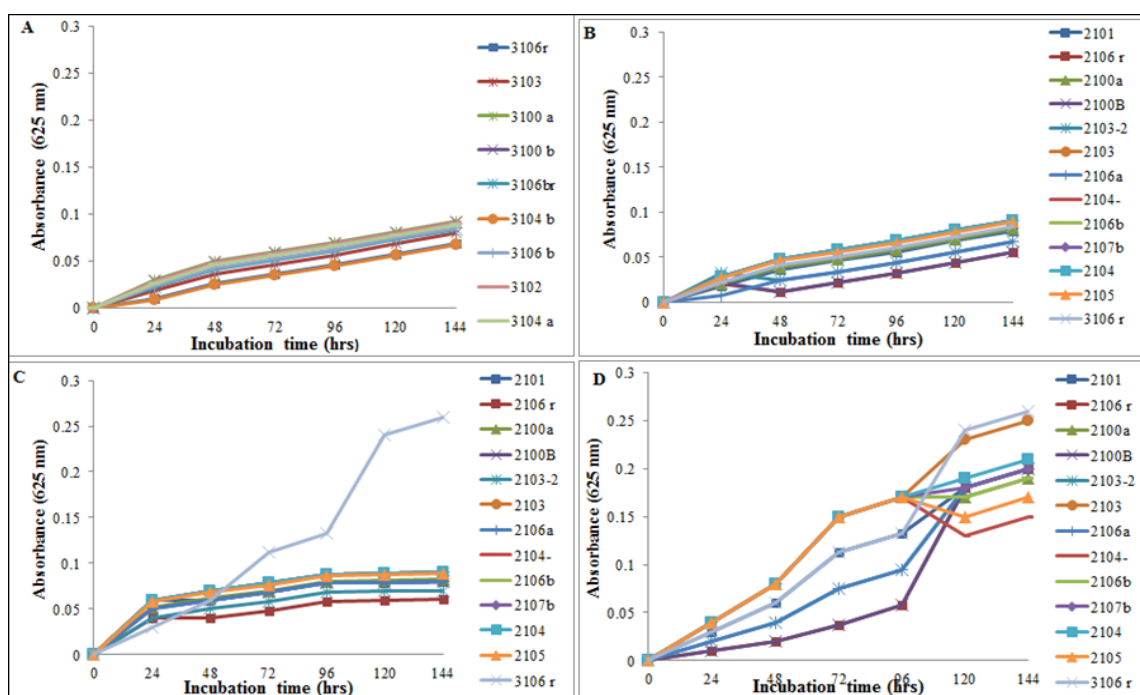 A
0.3
0.25
0.2
0.15
0.1
0.05
0
Absorbance (625 nm)
0 24 48 72 96 120 144
Incubation time (hrs)
3106r
3103
3100 a
3100 b
3106br
3104 b
3106 b
3102
3104 a
B
0.3
0.25
0.2
0.15
0.1
0.05
0
Absorbance (625 nm)
0 24 48 72 96 120 144
Incubation time (hrs)
2101
2106 r
2100a
2100B
2103-2
2103
2106a
2104-
2106b
2107b
2104
2105
3106 r
C
0.3
0.25
0.2
0.15
0.1
0.05
0
Absorbance (625 nm)
0 24 48 72 96 120 144
Incubation time (hrs)
2101
2106 r
2100a
2100B
2103-2
2103
2106a
2104-
2106b
2107b
2104
2105
3106 r
D
0.3
0.25
0.2
0.15
0.1
0.05
0
Absorbance (625 nm)
0 24 48 72 96 120 144
Incubation time (hrs)
2101
2106 r
2100a
2100B
2103-2
2103
2106a
2104-
2106b
2107b
2104
2105
3106 r